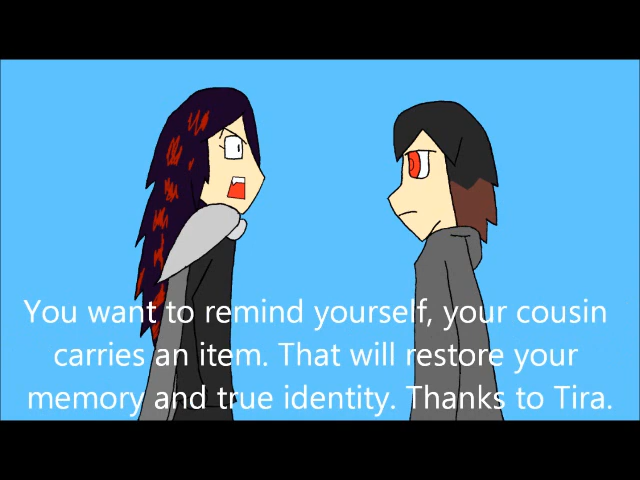 You want to remind yourself, your cousin
carries an item. That will restore your
memory and true identity. Thanks to Tira.